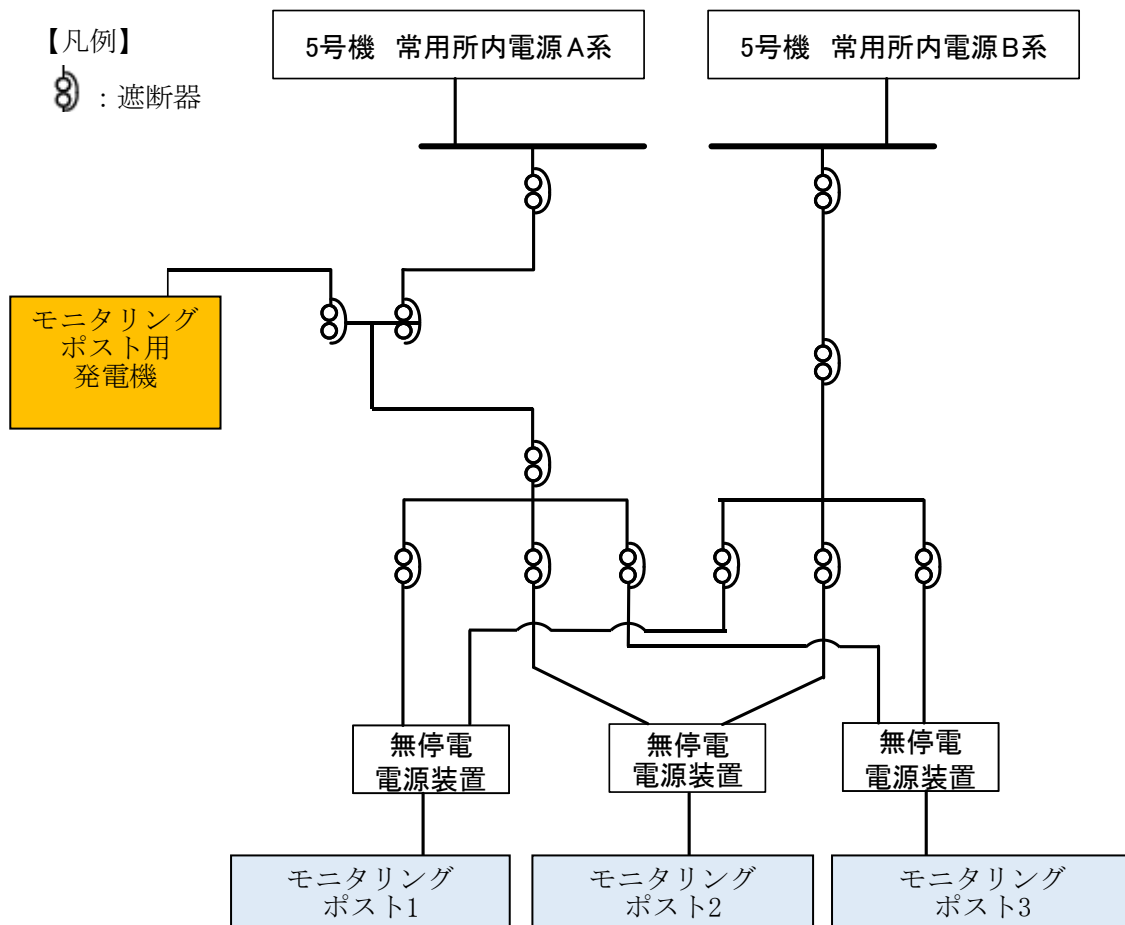 【凡例】
：遮断器
5号機 常用所内電源A系
5号機 常用所内電源B系
モニタリング
ポスト用
発電機
無停電
電源装置
無停電
電源装置
無停電
電源装置
モニタリング
ポスト1
モニタリング
ポスト2
モニタリング
ポスト3